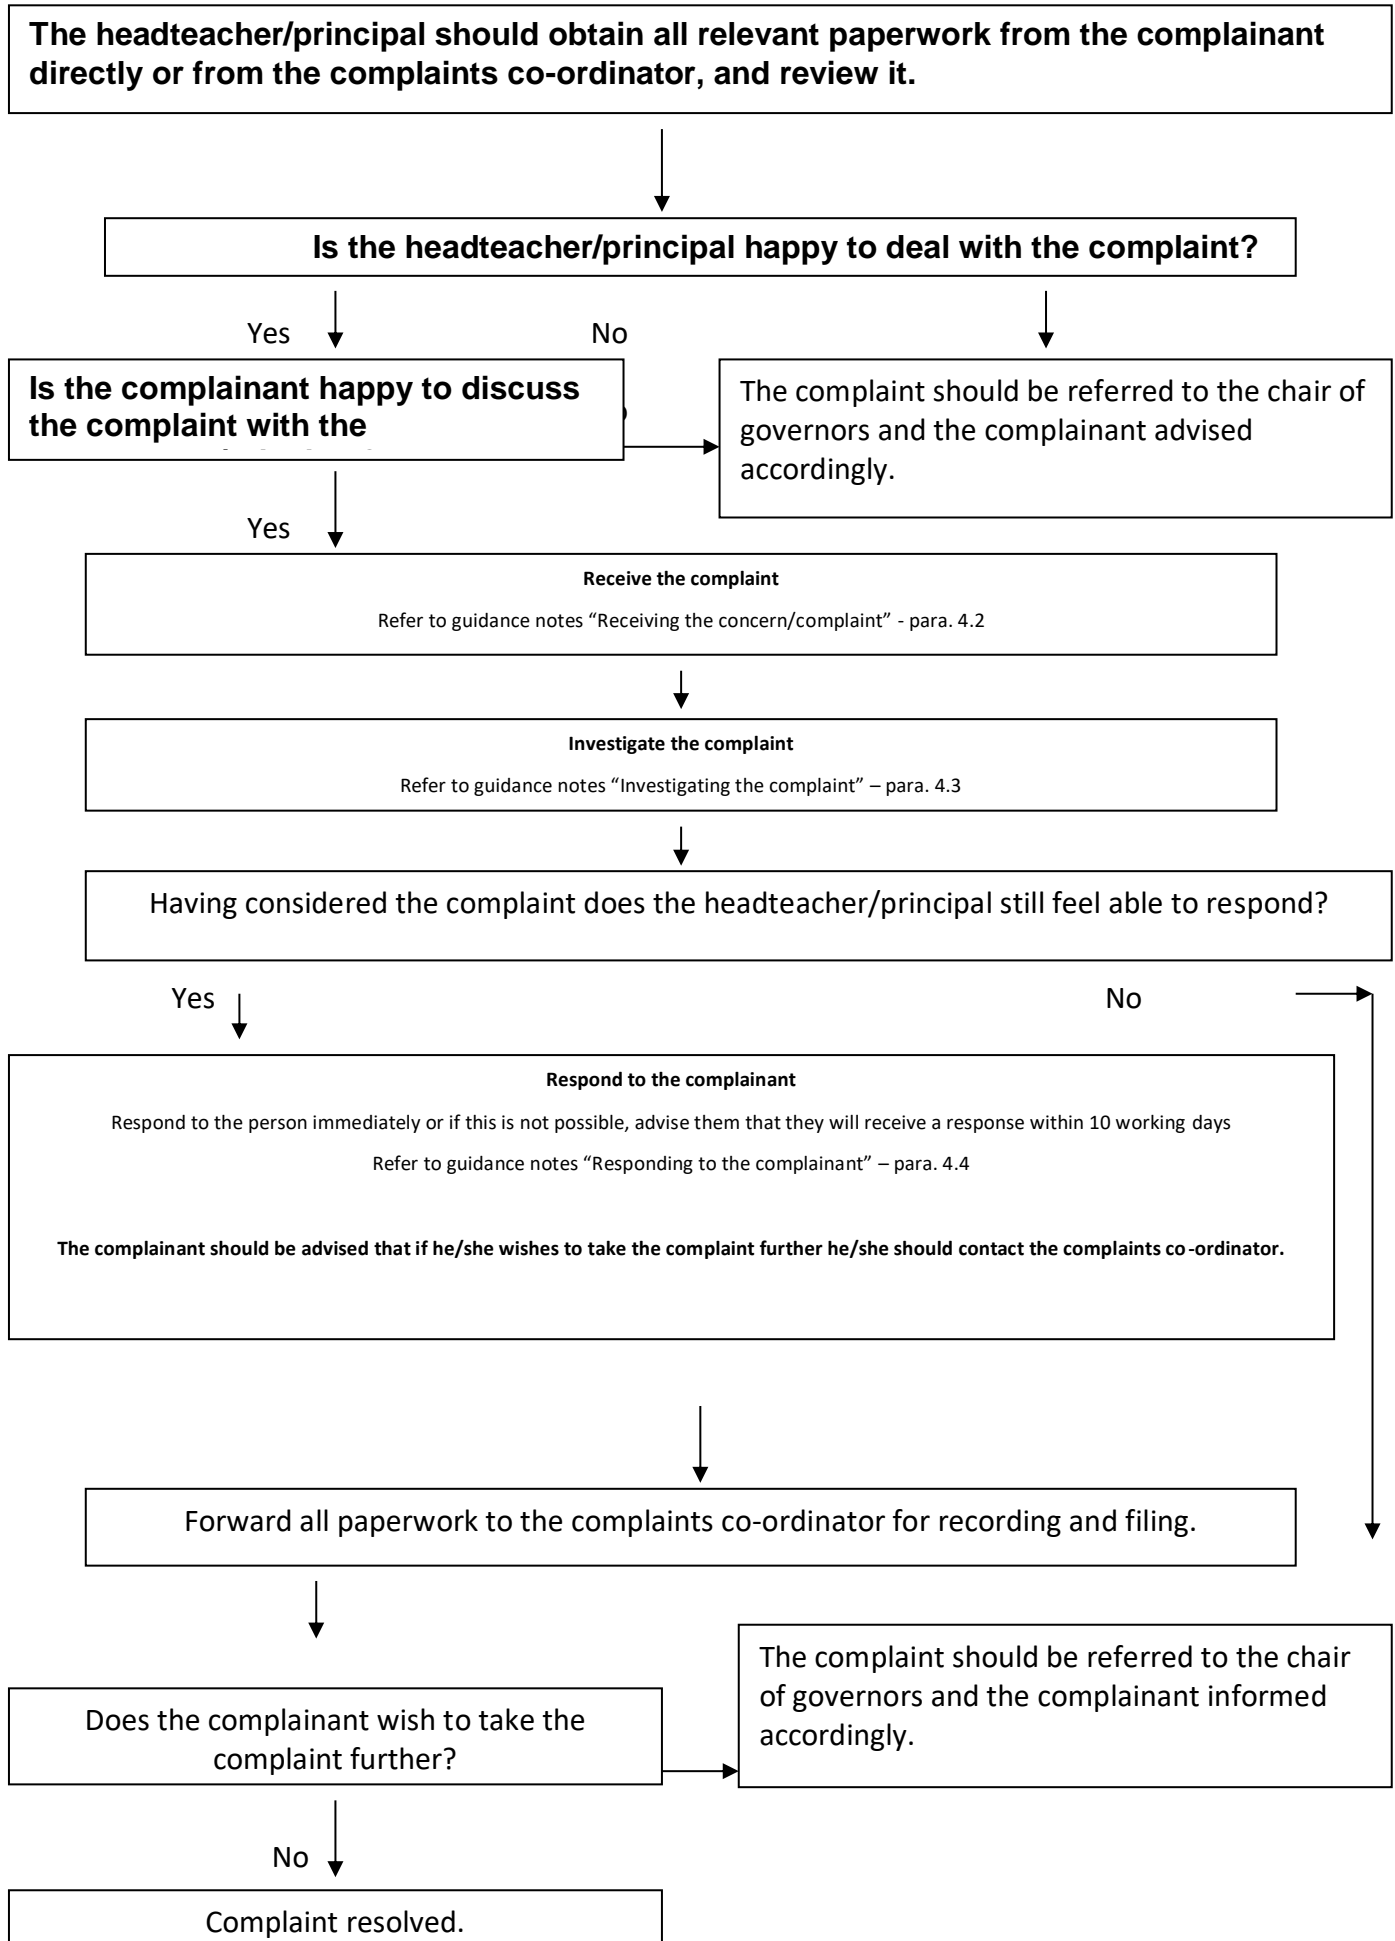 The headteacher/principal should obtain all relevant paperwork from the complainant
directly or from the complaints co-ordinator, and review it.
Is the headteacher/principal happy to deal with the complaint?
Yes
No
Is the complainant happy to discuss
the complaint with the
The complaint should be referred to the chair of
governors and the complainant advised
accordingly.
Yes
Receive the complaint
Refer to guidance notes “Receiving the concern/complaint” - para. 4.2
Investigate the complaint
Refer to guidance notes “Investigating the complaint” – para. 4.3
Having considered the complaint does the headteacher/principal still feel able to respond?
Yes
No
Respond to the complainant
Respond to the person immediately or if this is not possible, advise them that they will receive a response within 10 working days
Refer to guidance notes “Responding to the complainant” – para. 4.4
The complainant should be advised that if he/she wishes to take the complaint further he/she should contact the complaints co-ordinator.
Forward all paperwork to the complaints co-ordinator for recording and filing.
The complaint should be referred to the chair
of governors and the complainant informed
accordingly.
Does the complainant wish to take the
complaint further?
No
Complaint resolved.